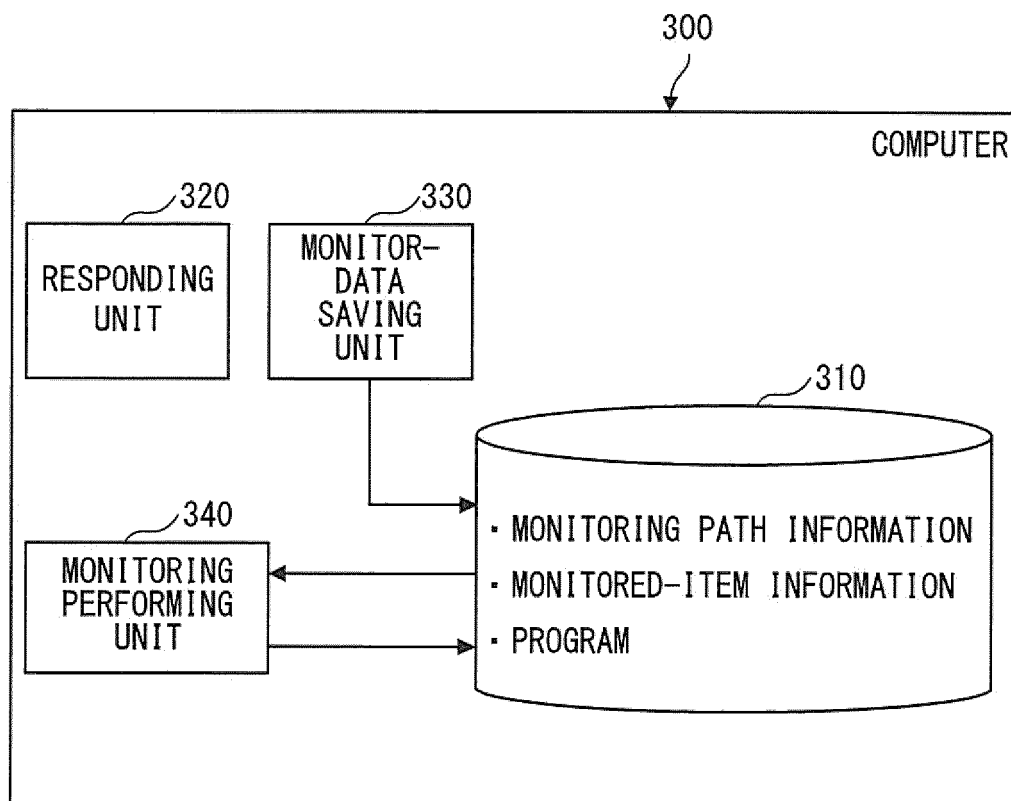 300
COMPUTER
320
RESPONDING
UNIT
330
MONITOR-
DATA
SAVING
UNIT
310
・MONITORING PATH INFORMATION
・MONITORED-ITEM INFORMATION
・PROGRAM
340
MONITORING
PERFORMING
UNIT